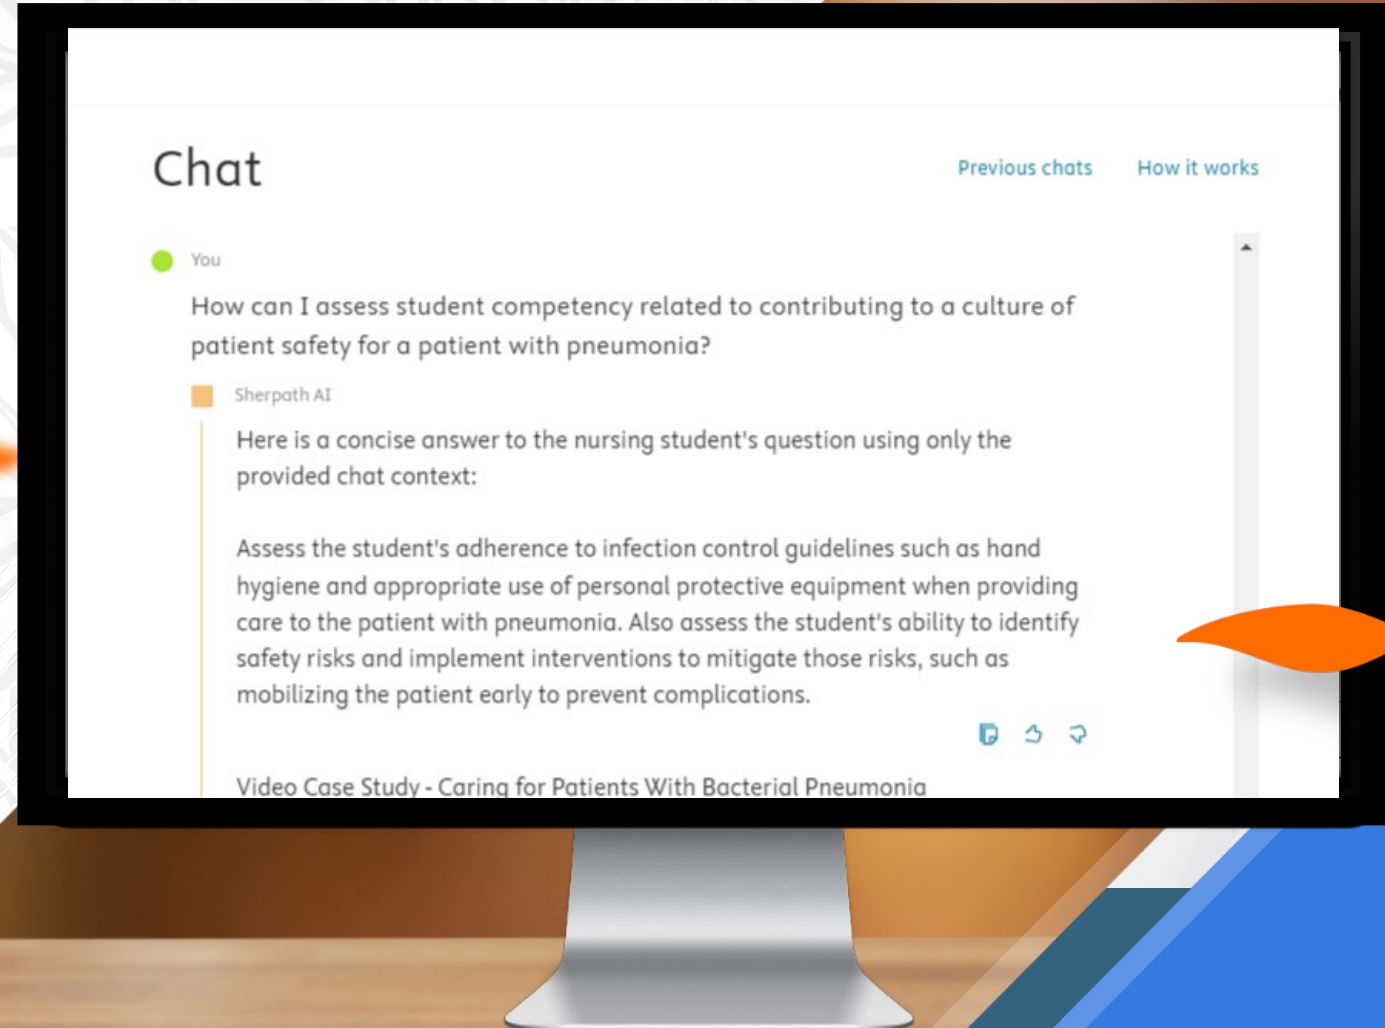 Chat
Previous chats
How it works
You
How can I assess student competency related to contributing to a culture of
patient safety for a patient with pneumonia?
Sherpath AI
Here is a concise answer to the nursing student's question using only the
provided chat context:
Assess the student's adherence to infection control guidelines such as hand
hygiene and appropriate use of personal protective equipment when providing
care to the patient with pneumonia. Also assess the student's ability to identify
safety risks and implement interventions to mitigate those risks, such as
mobilizing the patient early to prevent complications.
Video Case Study - Caring for Patients With Bacterial Pneumonia